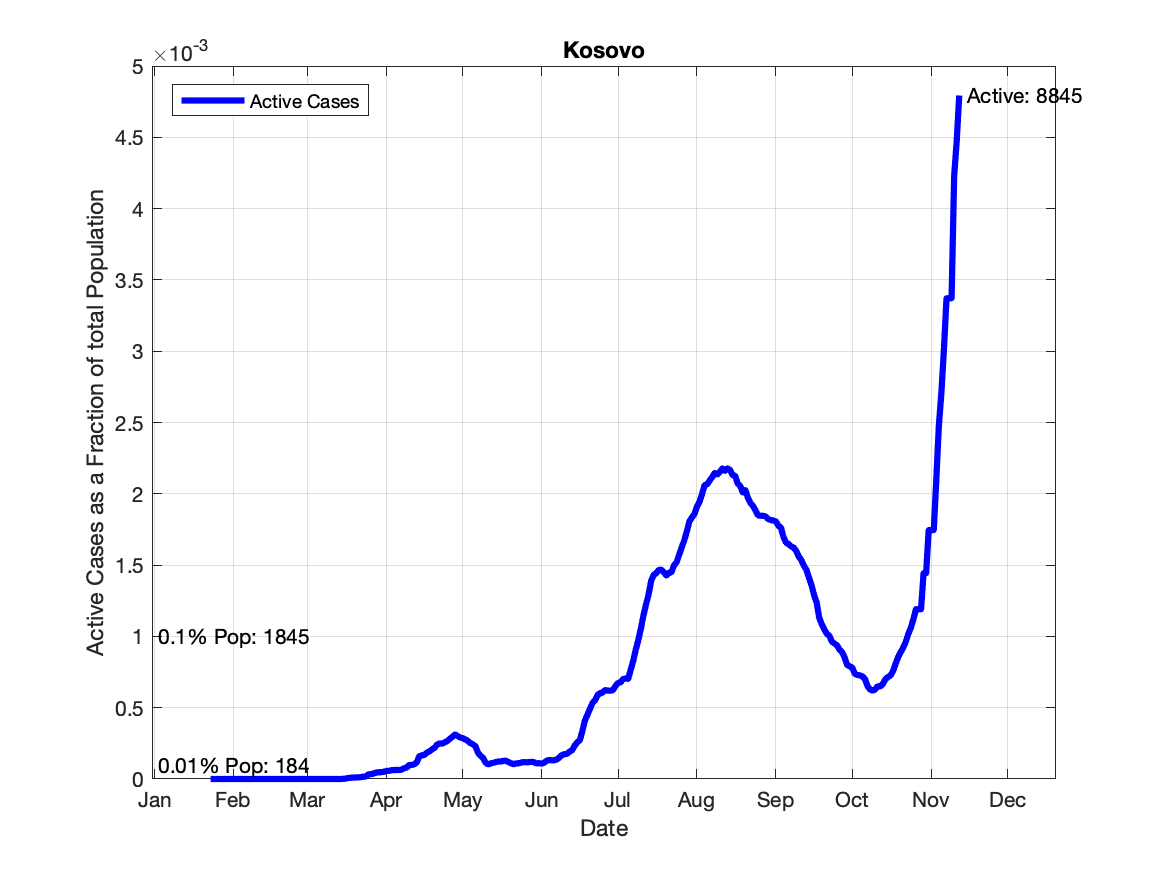 Kosovo
×10-3
5
4.5
4
3.5
3
2.5
2
1.5
1
0.5
0
Active Cases as a Fraction of total Population
Active Cases
Active: 8845
0.1% Pop: 1845
0.01% Pop: 184
Jan Feb Mar Apr May Jun Jul Aug Sep Oct Nov Dec
Date